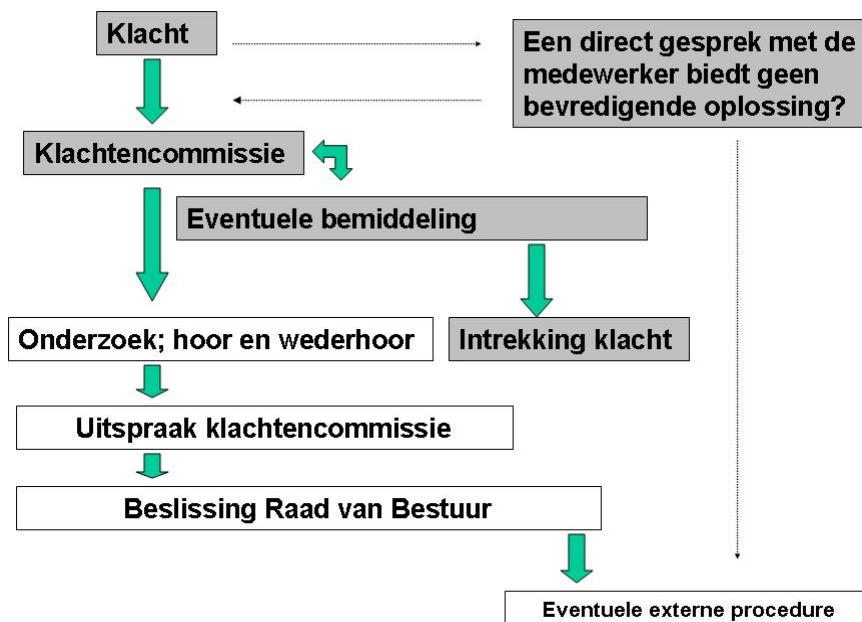 Klacht
Een direct gesprek met de
medewerker biedt geen
bevredigende oplossing?
Klachtencommissie
Eventuele bemiddeling
Onderzoek; hoor en wederhoor
Intrekking klacht
Uitspraak klachtencommissie
Beslissing Raad van Bestuur
Eventuele externe procedure